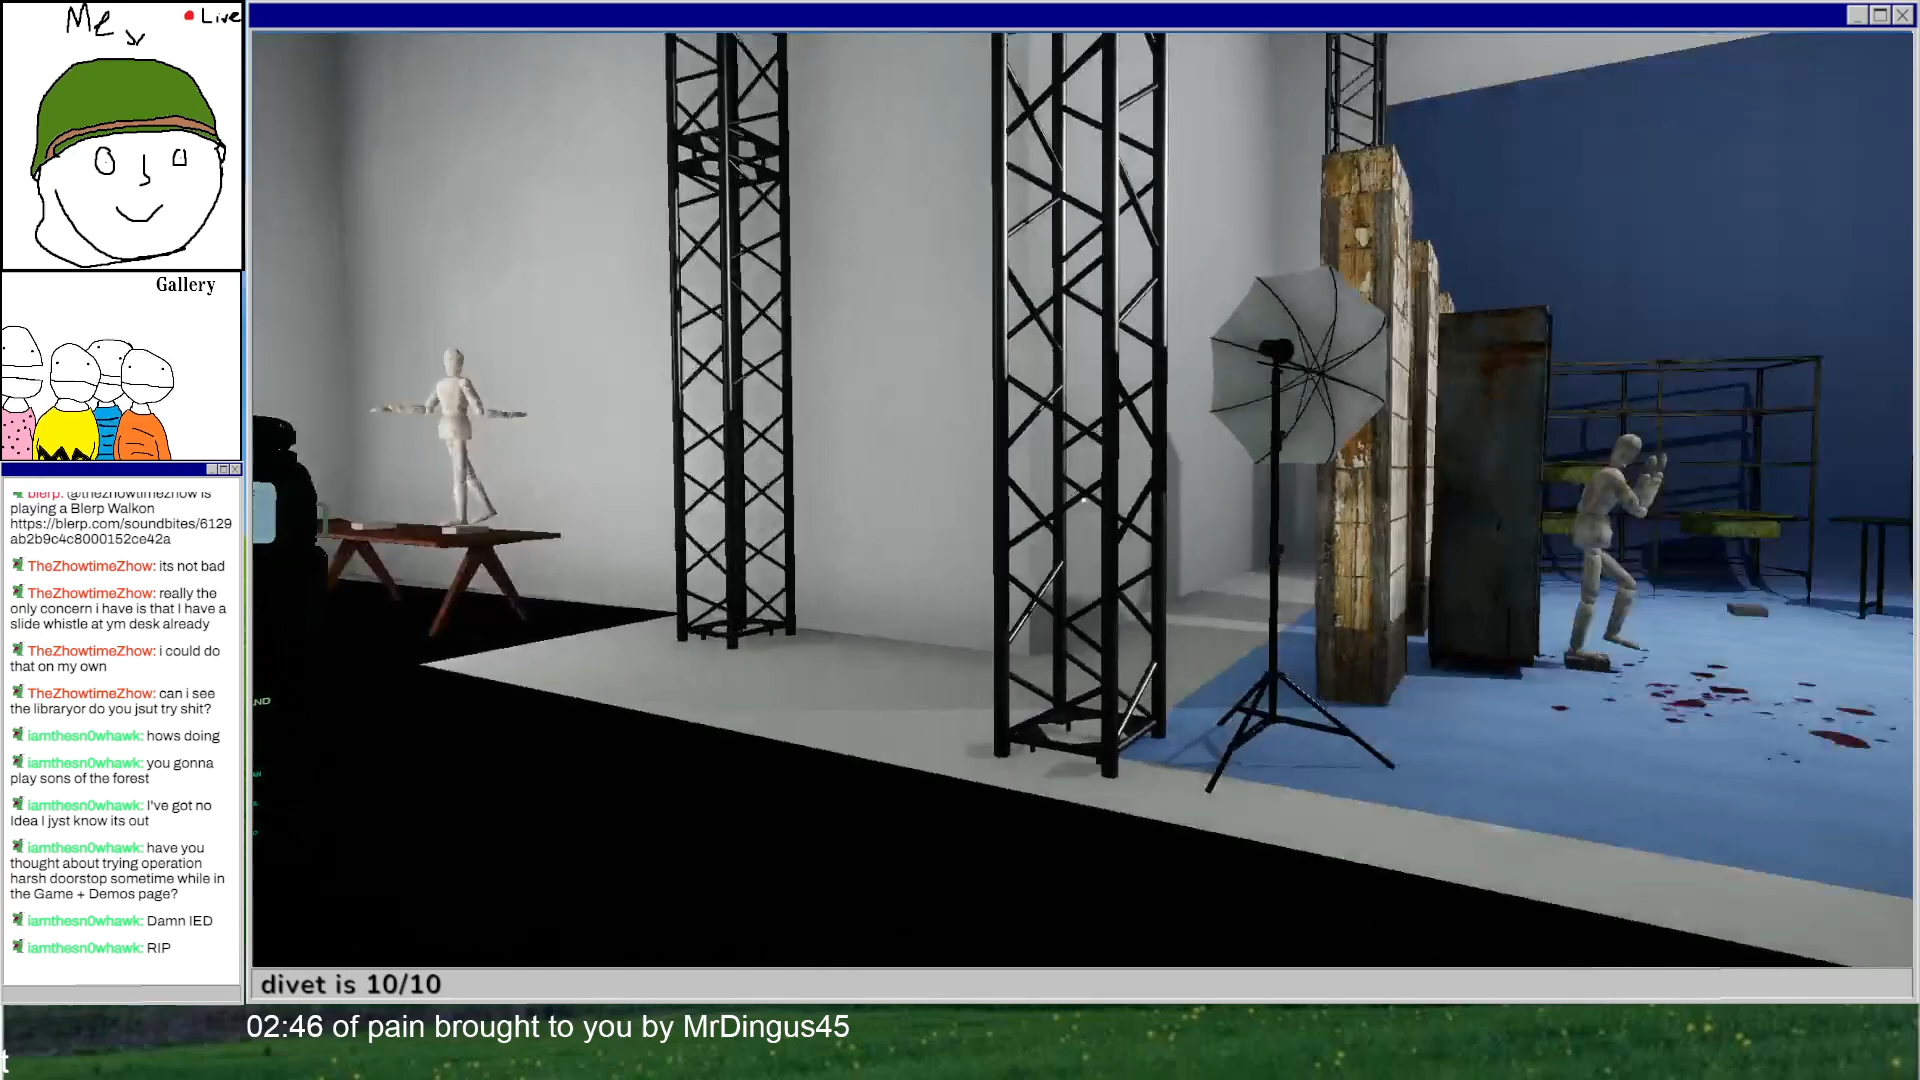 Me
Live
Gallery
blerp: @thezhowtimezhow is
playing a Blerp Walkon
https://blerp.com/soundbites/6129
ab2b9c4c8000152ce42a
TheZhowtimeZhow: its not bad
TheZhowtimeZhow: really the
only concern i have is that I have a
slide whistle at ym desk already
TheZhowtimeZhow: i could do
that on my own
TheZhowtimeZhow: can i see
the libraryor do you jsut try shit?
iamthesn0whawk: hows doing
iamthesn0whawk: you gonna
play sons of the forest
iamthesn0whawk: I've got no
Idea I jyst know its out
iamthesn0whawk: have you
thought about trying operation
harsh doorstop sometime while in
the Game + Demos page?
iamthesn0whawk: Damn IED
iamthesn0whawk: RIP
divet is 10/10
02:46 of pain brought to you by MrDingus45
t